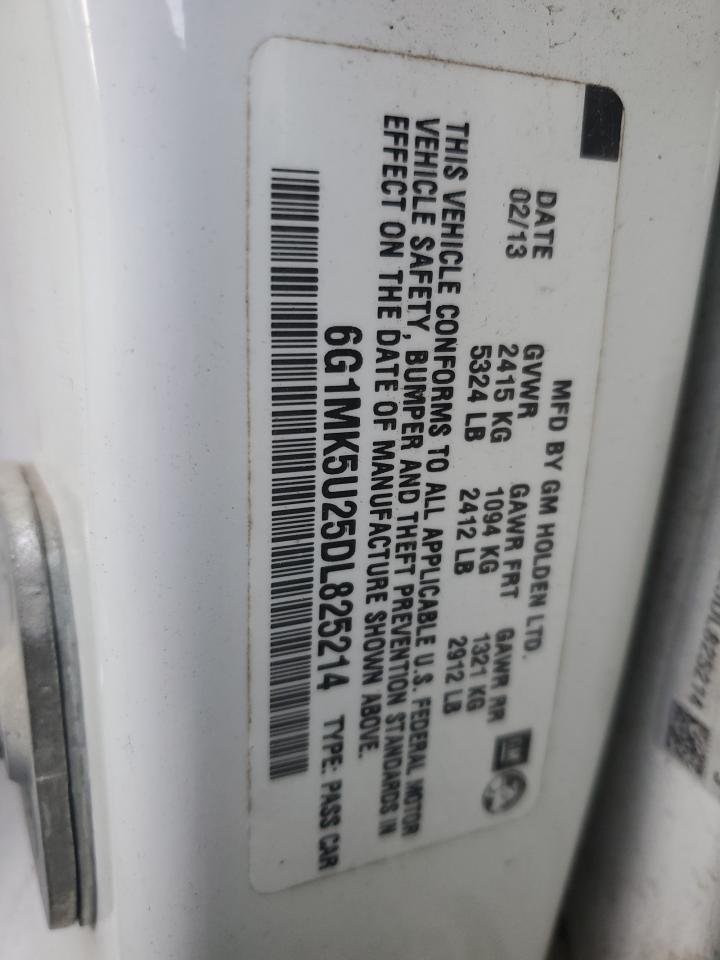 MFD BY GM HOLDEN LTD.
DATE GVWR GAWR FRT GAWR RR
02/13 2415 KG 1094 KG 1321 KG
5324 LB 2412 LB 2912 LB
THIS VEHICLE CONFORMS TO ALL APPLICABLE U.S. FEDERAL MOTOR
VEHICLE SAFETY, BUMPER AND THEFT PREVENTION STANDARDS IN
EFFECT ON THE DATE OF MANUFACTURE SHOWN ABOVE.
6G1MK5U25DL825214 TYPE: PASS CAR
L825214